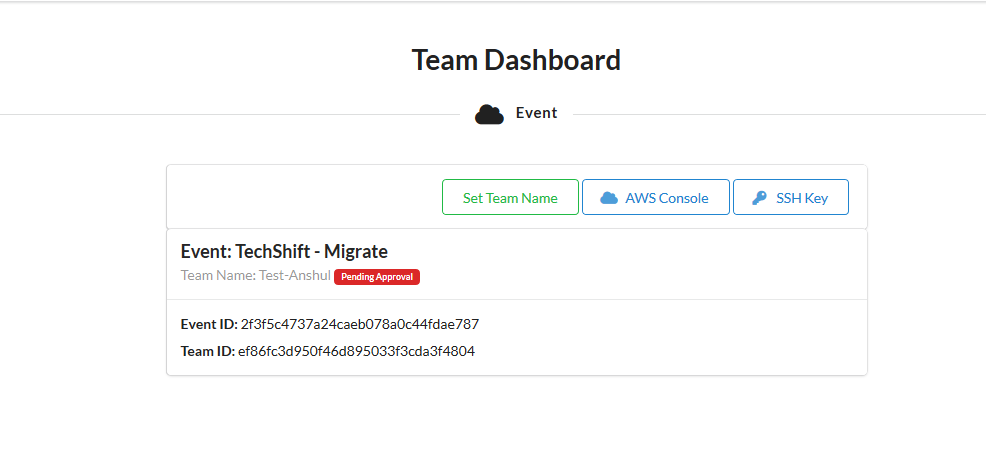 Team Dashboard
Event
Set Team Name AWS Console SSH Key
Event: TechShift - Migrate
Team Name: Test-Anshul Pending Approval
Event ID: 2f3f5c4737a24caeb078a0c44fdae787
Team ID: ef86fc3d950f46d895033f3cda3f4804